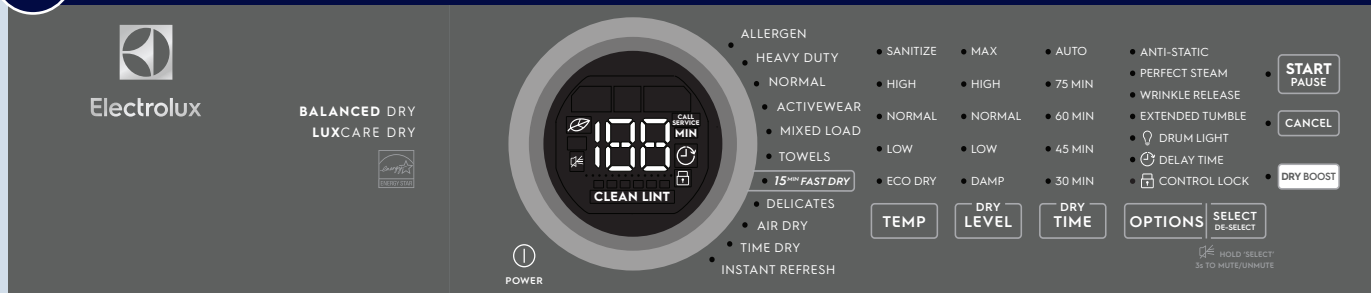 Electrolux
BALANCED DRY
LUXCARE DRY
energy
ENERGY STAR
POWER
CALL
SERVICE
188
MIN
CLEAN LINT
ALLERGEN
HEAVY DUTY
NORMAL
ACTIVEWEAR
MIXED LOAD
TOWELS
15 MIN FAST DRY
DELICATES
AIR DRY
TIME DRY
INSTANT REFRESH
SANITIZE
HIGH
NORMAL
LOW
ECO DRY
TEMP
MAX
HIGH
NORMAL
LOW
DAMP
DRY
LEVEL
AUTO
75 MIN
60 MIN
45 MIN
30 MIN
DRY
TIME
ANTI-STATIC
PERFECT STEAM
WRINKLE RELEASE
EXTENDED TUMBLE
DRUM LIGHT
DELAY TIME
CONTROL LOCK
OPTIONS
SELECT
DE-SELECT
HOLD 'SELECT'
3s TO MUTE/UNMUTE
START
PAUSE
CANCEL
DRY BOOST